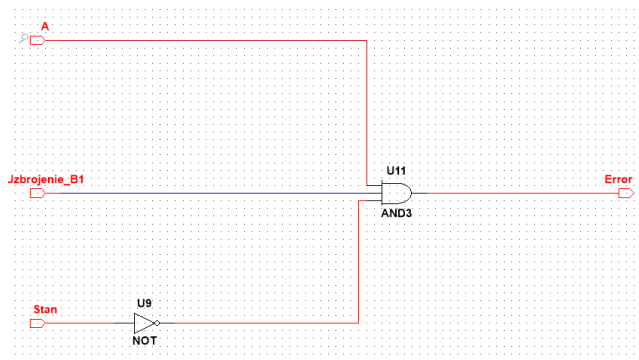 A
U11
Uzbrojenie_B1
Error
AND3
Stan
U9
NOT